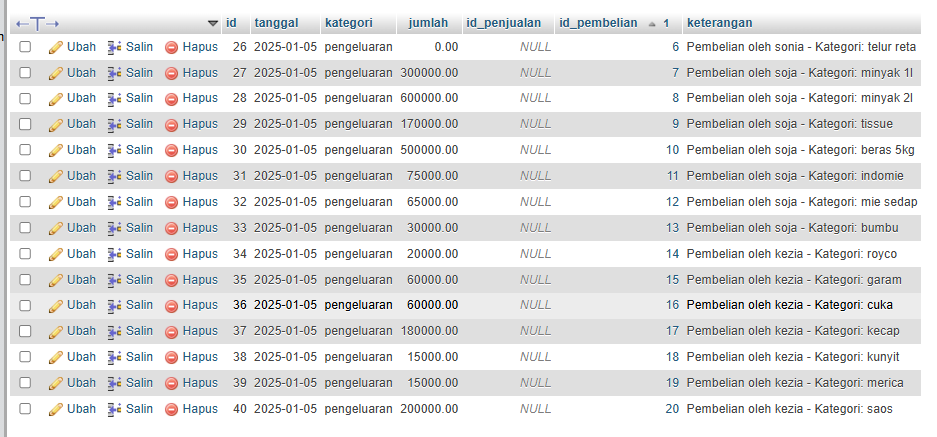 id tanggal kategori jumlah id_penjualan id_pembelian 1 keterangan
Ubah Salin Hapus 26 2025-01-05 pengeluaran 0.00 NULL 6 Pembelian oleh sonia - Kategori: telur reta
Ubah Salin Hapus 27 2025-01-05 pengeluaran 300000.00 NULL 7 Pembelian oleh soja - Kategori: minyak 1l
Ubah Salin Hapus 28 2025-01-05 pengeluaran 600000.00 NULL 8 Pembelian oleh soja - Kategori: minyak 2l
Ubah Salin Hapus 29 2025-01-05 pengeluaran 170000.00 NULL 9 Pembelian oleh soja - Kategori: tissue
Ubah Salin Hapus 30 2025-01-05 pengeluaran 500000.00 NULL 10 Pembelian oleh soja - Kategori: beras 5kg
Ubah Salin Hapus 31 2025-01-05 pengeluaran 75000.00 NULL 11 Pembelian oleh soja - Kategori: indomie
Ubah Salin Hapus 32 2025-01-05 pengeluaran 65000.00 NULL 12 Pembelian oleh soja - Kategori: mie sedap
Ubah Salin Hapus 33 2025-01-05 pengeluaran 30000.00 NULL 13 Pembelian oleh soja - Kategori: bumbu
Ubah Salin Hapus 34 2025-01-05 pengeluaran 20000.00 NULL 14 Pembelian oleh kezia - Kategori: royco
Ubah Salin Hapus 35 2025-01-05 pengeluaran 60000.00 NULL 15 Pembelian oleh kezia - Kategori: garam
Ubah Salin Hapus 36 2025-01-05 pengeluaran 60000.00 NULL 16 Pembelian oleh kezia - Kategori: cuka
Ubah Salin Hapus 37 2025-01-05 pengeluaran 180000.00 NULL 17 Pembelian oleh kezia - Kategori: kecap
Ubah Salin Hapus 38 2025-01-05 pengeluaran 15000.00 NULL 18 Pembelian oleh kezia - Kategori: kunyit
Ubah Salin Hapus 39 2025-01-05 pengeluaran 15000.00 NULL 19 Pembelian oleh kezia - Kategori: merica
Ubah Salin Hapus 40 2025-01-05 pengeluaran 200000.00 NULL 20 Pembelian oleh kezia - Kategori: saos